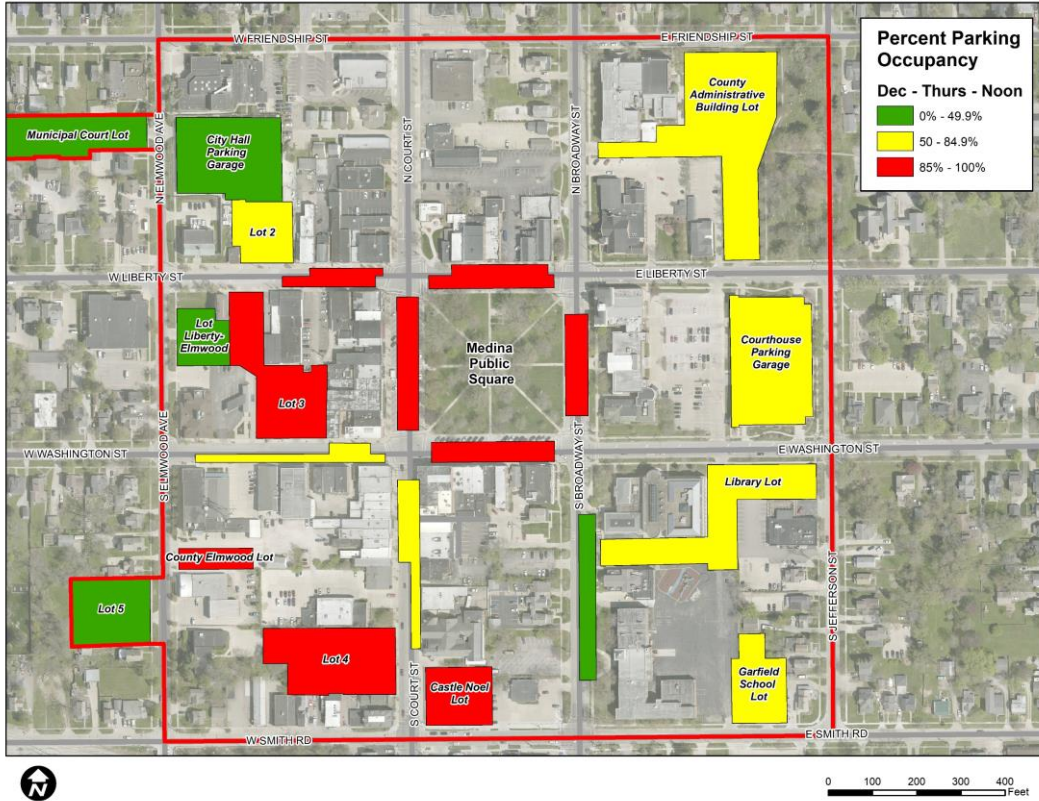 W FRIENDSHIP ST
E FRIENDSHIP ST
Percent Parking
Occupancy
Dec - Thurs - Noon
0% - 49.9%
50 - 84.9%
85% - 100%
County
Administrative
Building Lot
Municipal Court Lot
City Hall
Parking
Garage
N ELMWOOD AVE
N COURT ST
N BROADWAY ST
Lot 2
W LIBERTY ST
E LIBERTY ST
Lot
Liberty-
Elmwood
Medina
Public
Square
Courthouse
Parking
Garage
Lot 3
W WASHINGTON ST
E WASHINGTON ST
S ELMWOOD AVE
S BROADWAY ST
Library Lot
County Elmwood Lot
Lot 5
S JEFFERSON ST
Lot 4
S COURT ST
Castle Noel
Lot
Garfield
School
Lot
W SMITH RD
E SMITH RD
N
0 100 200 300 400
Feet